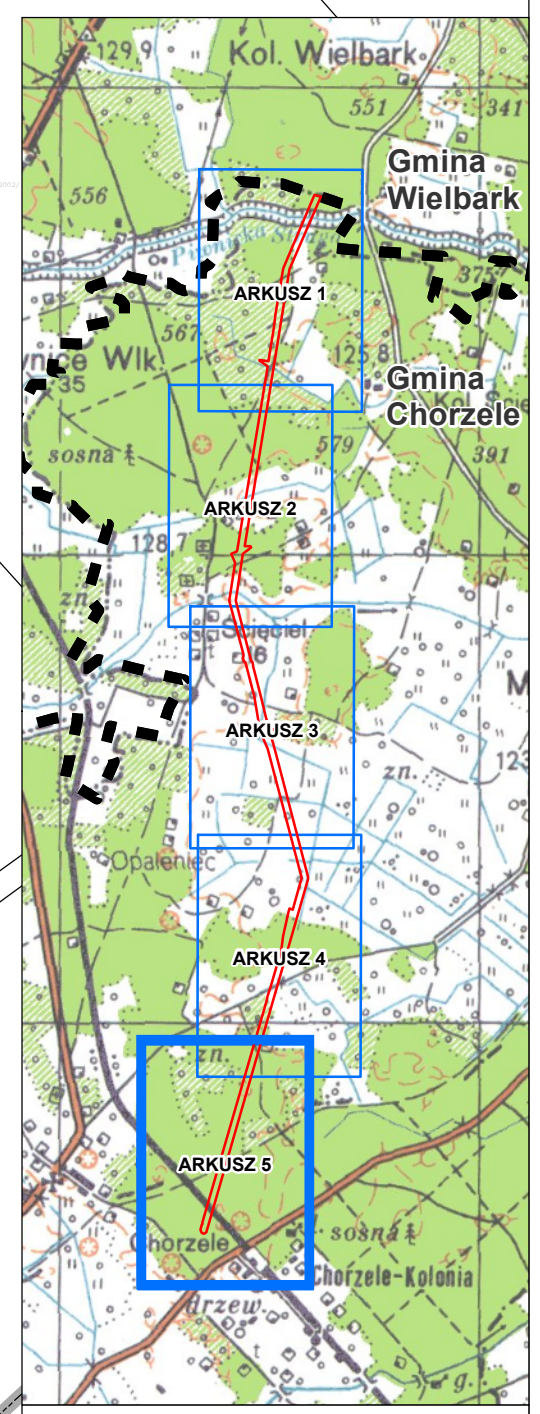 129,9
Kol. Wielbark
551
341
556
Gmina
Wielbark
375
ARKUSZ 1
567
125.8
35
Gmina
Chorzele
sosna
579
391
ARKUSZ 2
128,7
zn.
Ścięciel
16
M
ARKUSZ 3
zn.
123
Opaleniec
ARKUSZ 4
zn.
ARKUSZ 5
Chorzele
sosna
Chorzele-Kolonia
drzew.
t
g.